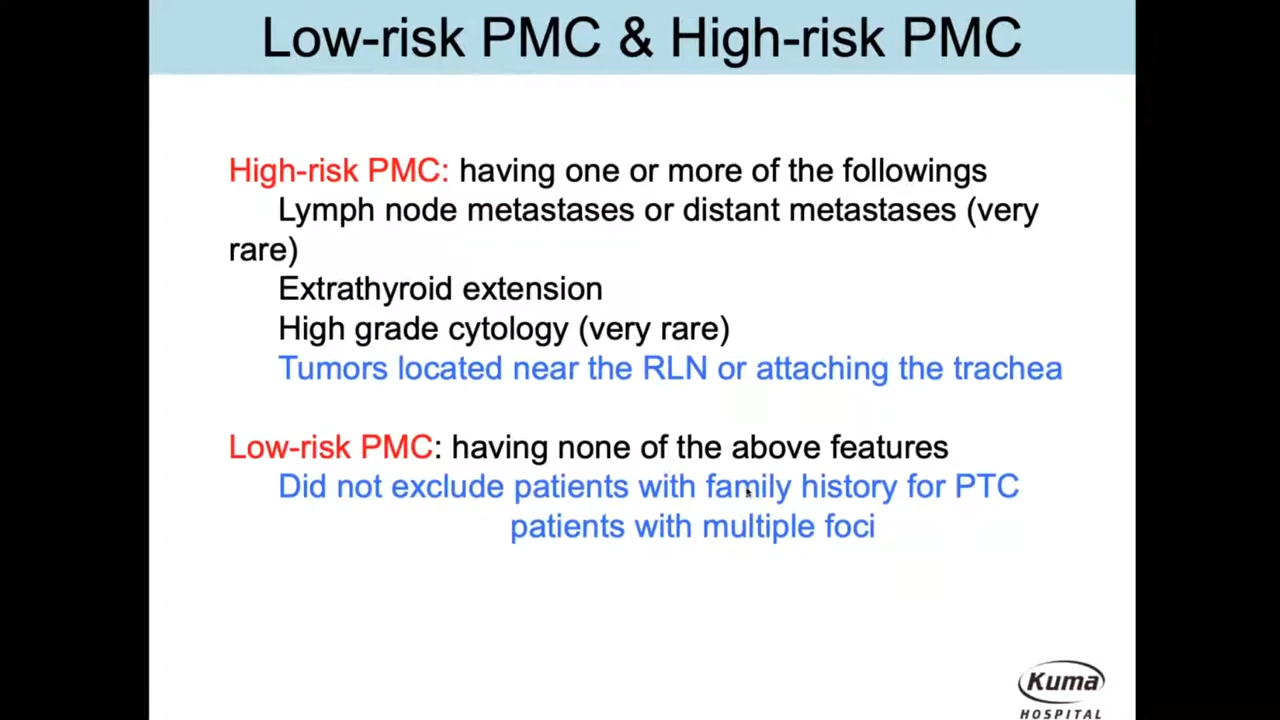 Low-risk PMC & High-risk PMC
High-risk PMC: having one or more of the followings
Lymph node metastases or distant metastases (very
rare)
Extrathyroid extension
High grade cytology (very rare)
Tumors located near the RLN or attaching the trachea
Low-risk PMC: having none of the above features
Did not exclude patients with family history for PTC
patients with multiple foci
Kuma
HOSPITAL